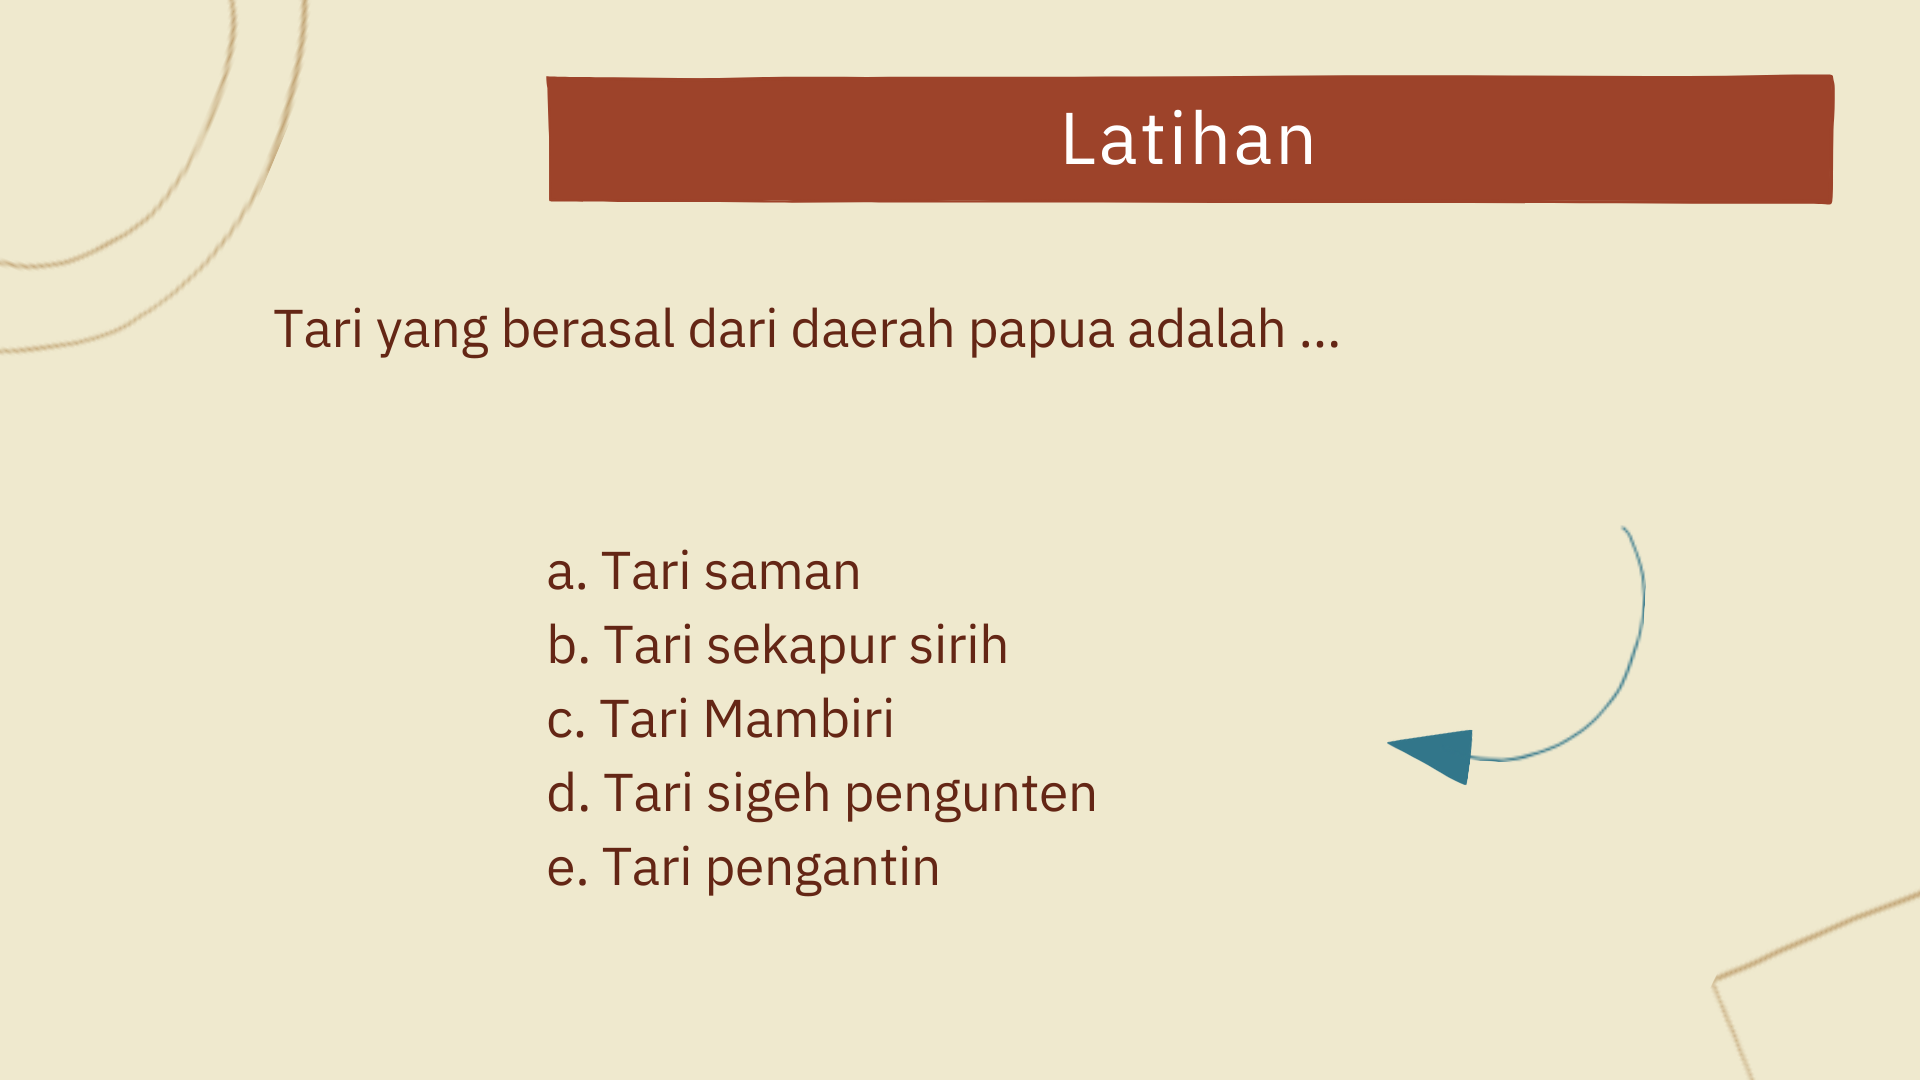 Latihan
Tari yang berasal dari daerah papua adalah ...
a. Tari saman
b. Tari sekapur sirih
c. Tari Mambiri
d. Tari sigeh pengunten
e. Tari pengantin